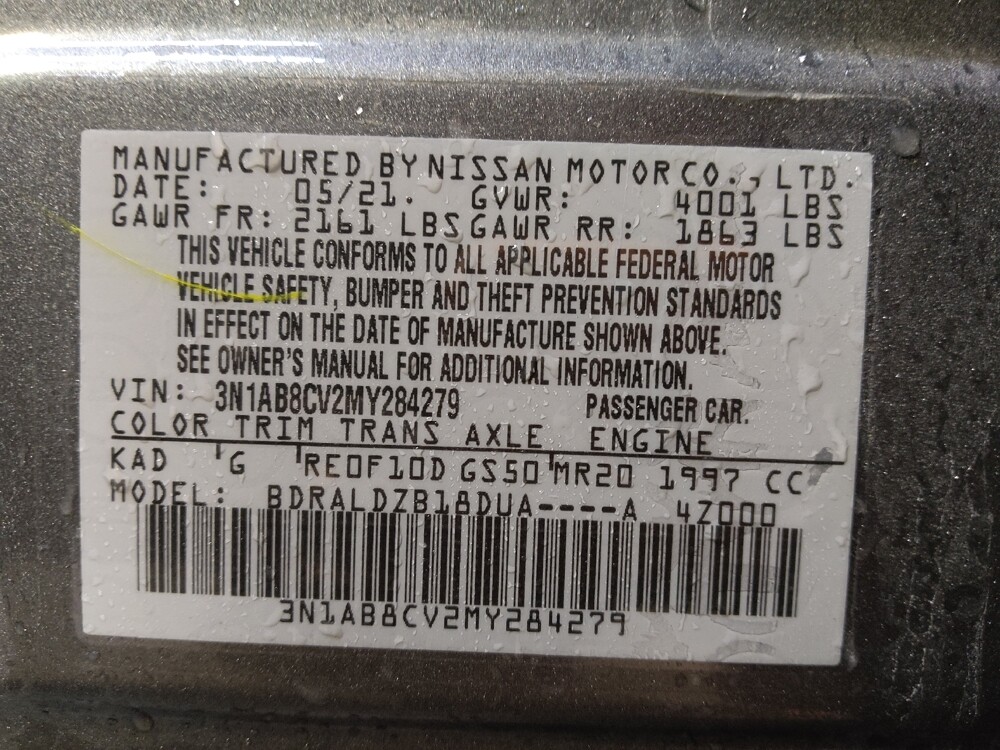 MANUFACTURED BY NISSAN MOTOR CO., LTD.
DATE: 05/21. GVWR: 4001 LBS
GAWR FR: 2161 LBS GAWR RR: 1863 LBS
THIS VEHICLE CONFORMS TO ALL APPLICABLE FEDERAL MOTOR
VEHICLE SAFETY, BUMPER AND THEFT PREVENTION STANDARDS
IN EFFECT ON THE DATE OF MANUFACTURE SHOWN ABOVE.
SEE OWNER'S MANUAL FOR ADDITIONAL INFORMATION.
VIN: 3N1AB8CV2MY284279 PASSENGER CAR.
COLOR TRIM TRANS AXLE ENGINE
KAD G RE0F10D GS50 MR20 1997 CC
MODEL: BDRALDZB18DUA----A 4Z000
3N1AB8CV2MY284279